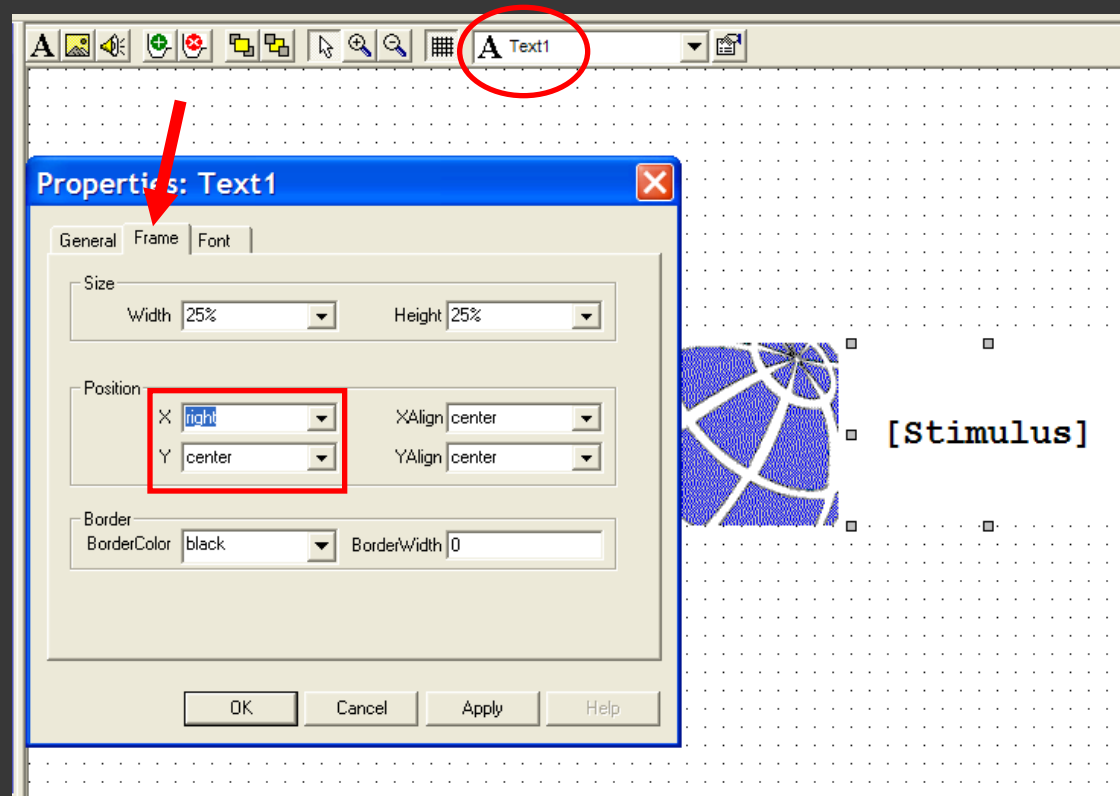 A Text1
Properties: Text1
General Frame Font
Size
Width 25% Height 25%
Position
X right XAlign center
Y center YAlign center
[Stimulus]
Border
BorderColor black BorderWidth 0
OK Cancel Apply Help